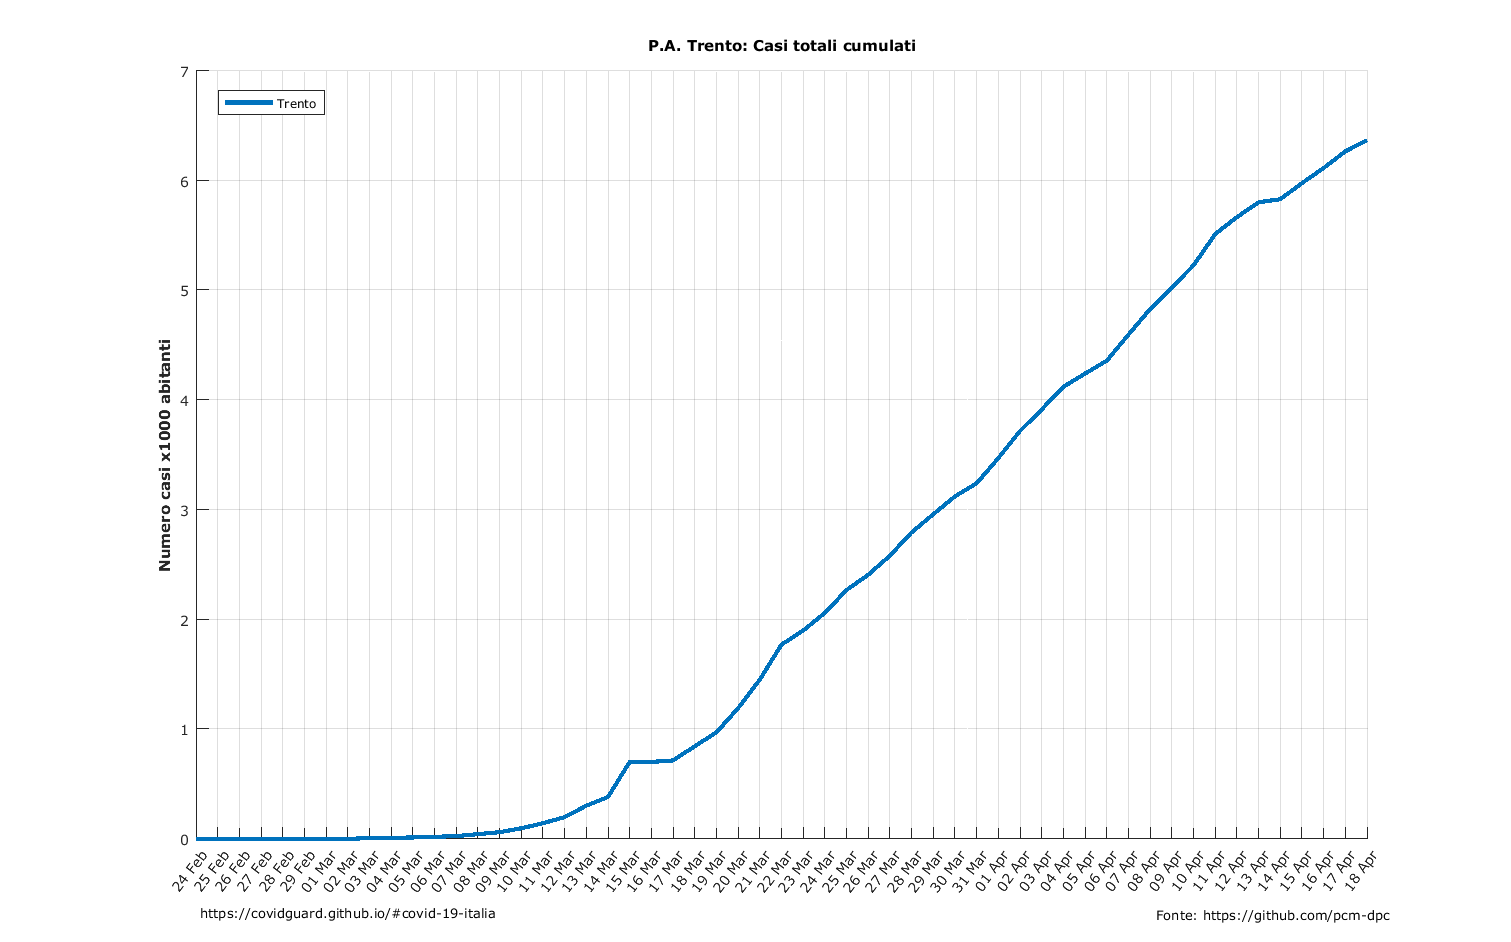 P.A. Trento: Casi totali cumulati
Trento
Numero casi x1000 abitanti
7
6
5
4
3
2
1
0
24 Feb
25 Feb
26 Feb
27 Feb
28 Feb
29 Feb
01 Mar
02 Mar
03 Mar
04 Mar
05 Mar
06 Mar
07 Mar
08 Mar
09 Mar
10 Mar
11 Mar
12 Mar
13 Mar
14 Mar
15 Mar
16 Mar
17 Mar
18 Mar
19 Mar
20 Mar
21 Mar
22 Mar
23 Mar
24 Mar
25 Mar
26 Mar
27 Mar
28 Mar
29 Mar
30 Mar
31 Mar
01 Apr
02 Apr
03 Apr
04 Apr
05 Apr
06 Apr
07 Apr
08 Apr
09 Apr
10 Apr
11 Apr
12 Apr
13 Apr
14 Apr
15 Apr
16 Apr
17 Apr
18 Apr
https://covidguard.github.io/#covid-19-italia
Fonte: https://github.com/pcm-dpc